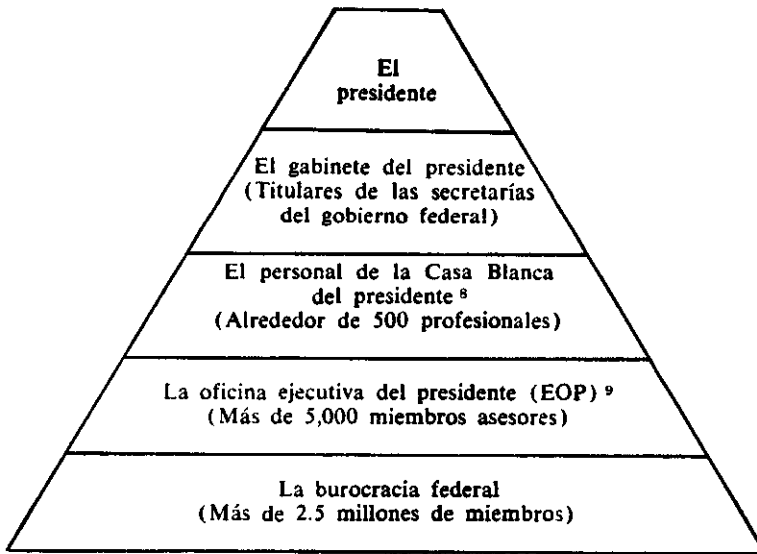 El
presidente
El gabinete del presidente
(Titulares de las secretarías
del gobierno federal)
El personal de la Casa Blanca
del presidente ⁸
(Alrededor de 500 profesionales)
La oficina ejecutiva del presidente (EOP) ⁹
(Más de 5,000 miembros asesores)
La burocracia federal
(Más de 2.5 millones de miembros)